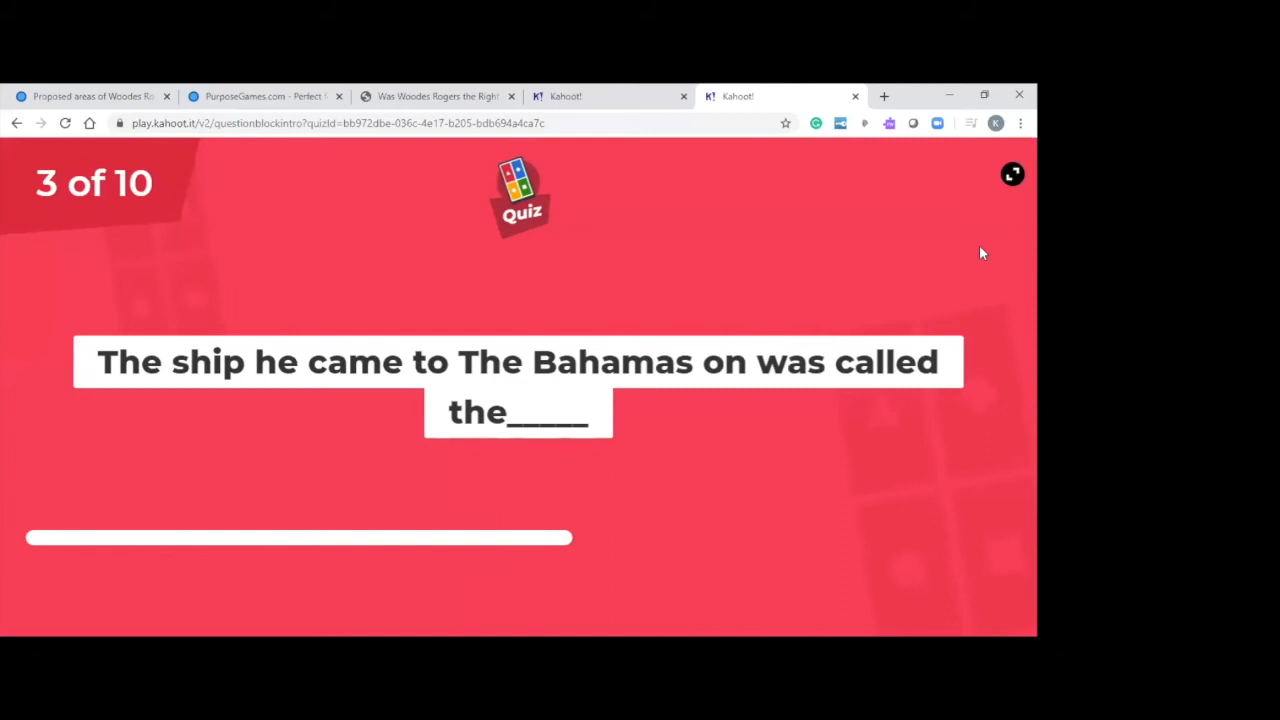 Proposed areas of Woodes Ro
PurposeGames.com - Perfect f
Was Woodes Rogers the Right
K! Kahoot!
K! Kahoot!
play.kahoot.it/v2/questionblockintro?quizId=bb972dbe-036c-4e17-b205-bdb694a4ca7c
K
3 of 10
Quiz
The ship he came to The Bahamas on was called
the_____